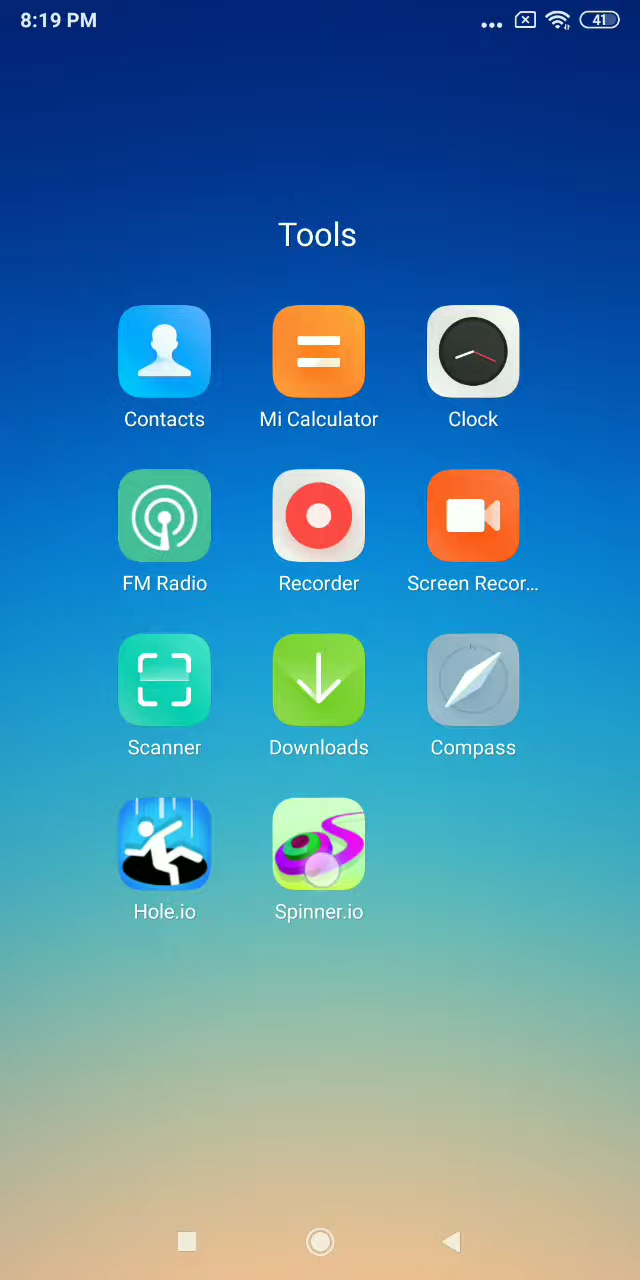 8:19 PM
41
Tools
Contacts
Mi Calculator
Clock
FM Radio
Recorder
Screen Recor...
Scanner
Downloads
Compass
Hole.io
Spinner.io